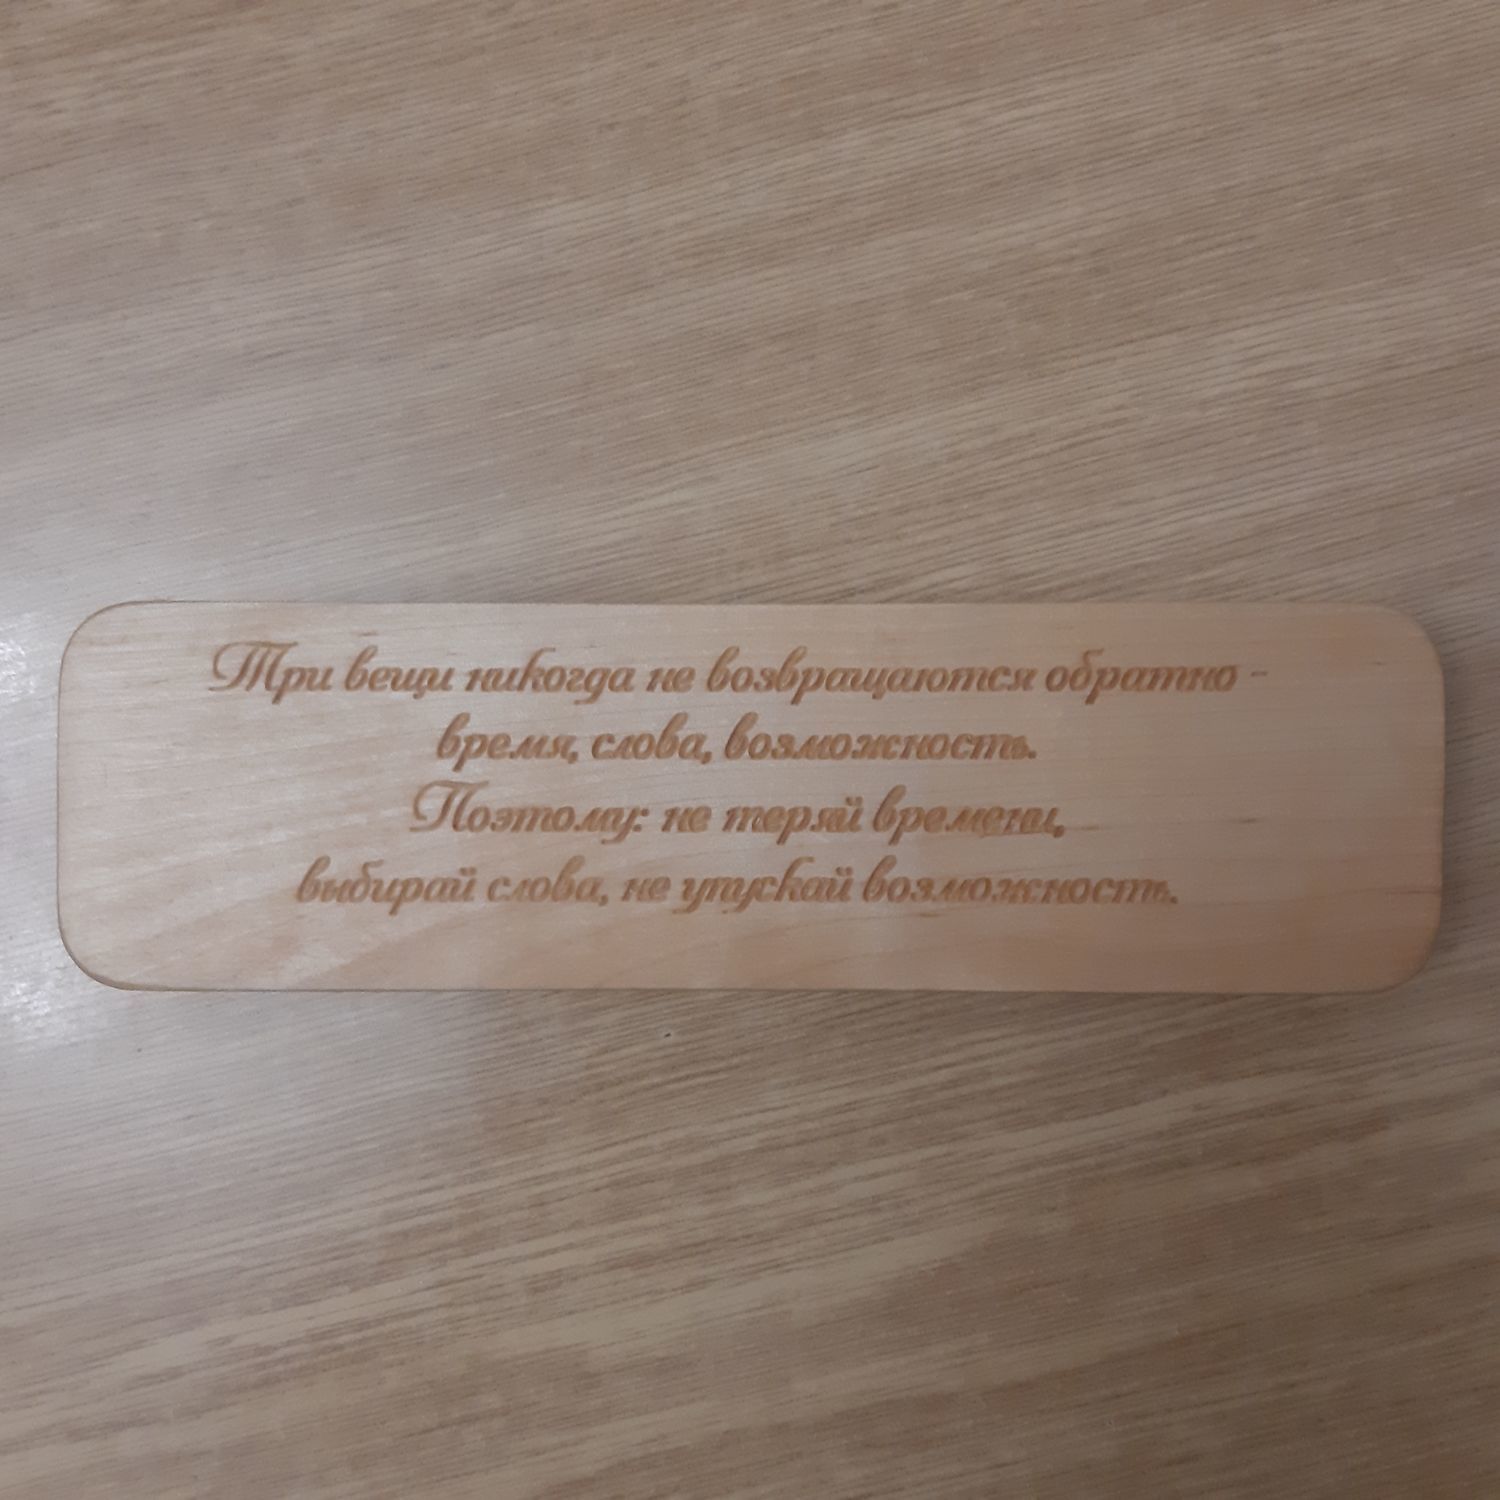 Три вещи никогда не возвращаются обратно -
время, слова, возможность.
Поэтому: не теряй времени,
выбирай слова, не упускай возможность.